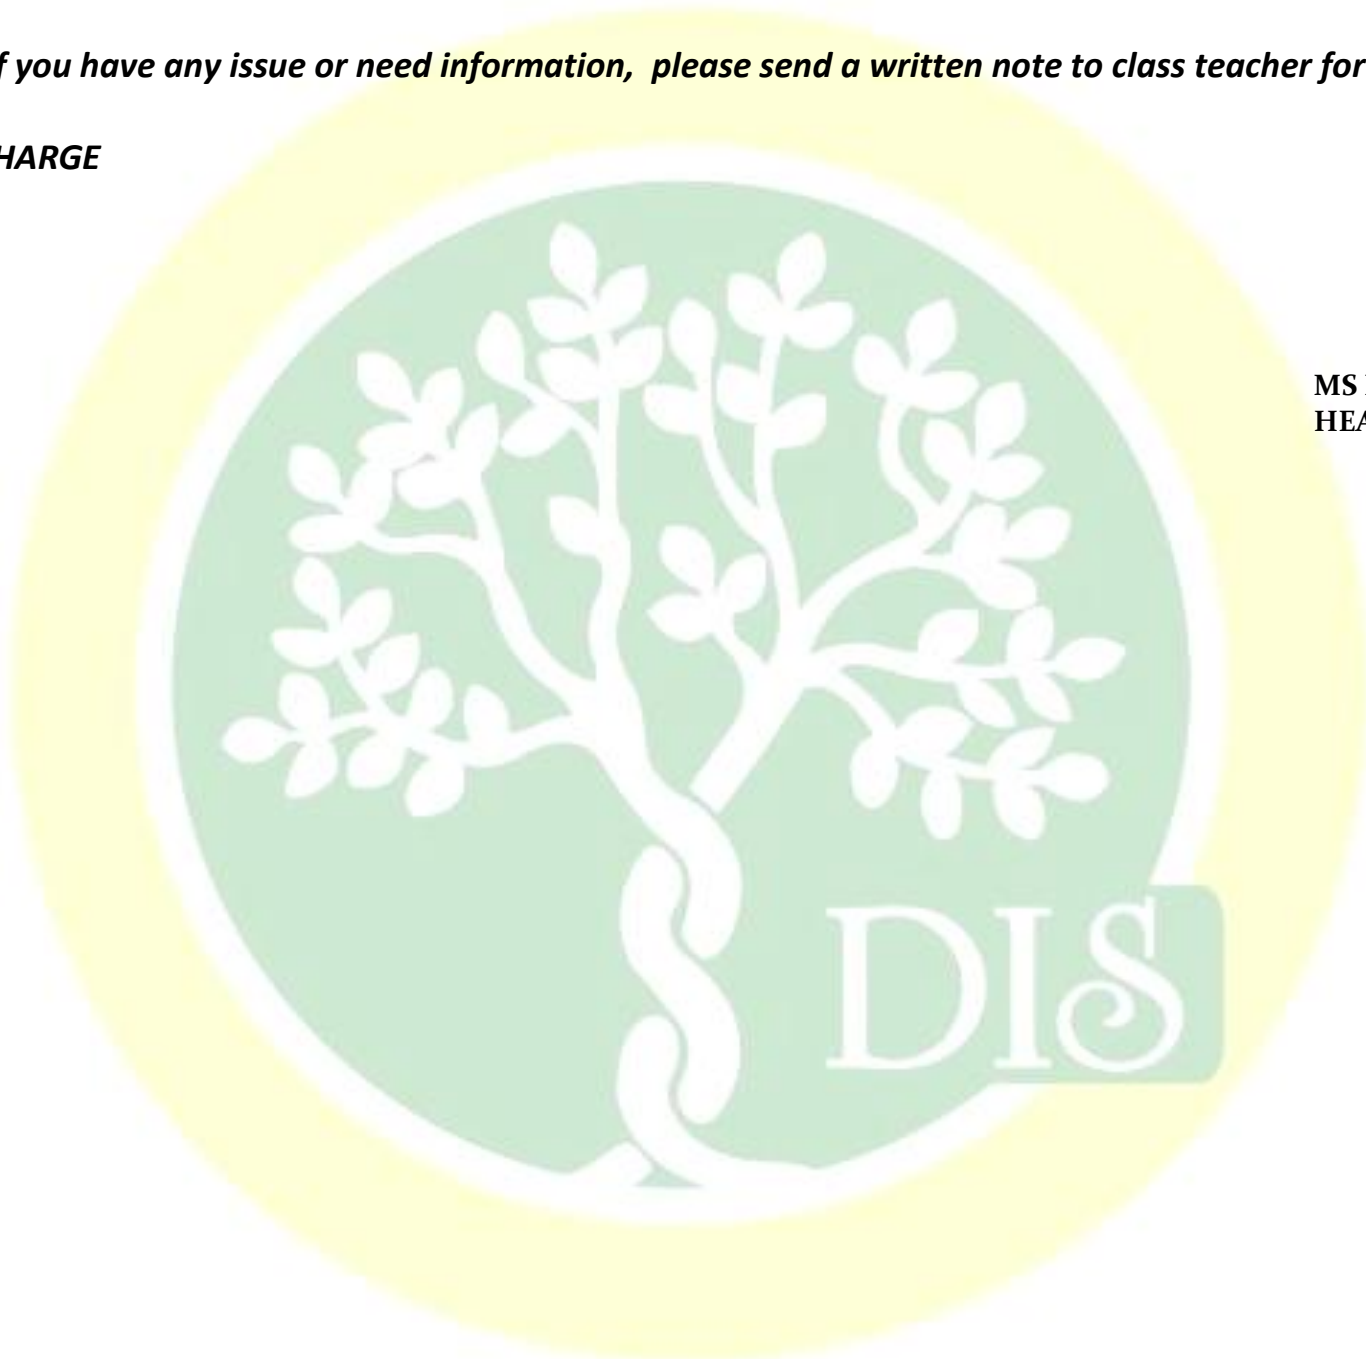 f you have any issue or need information, please send a written note to class teacher for
HARGE
MS
HEA
DIS